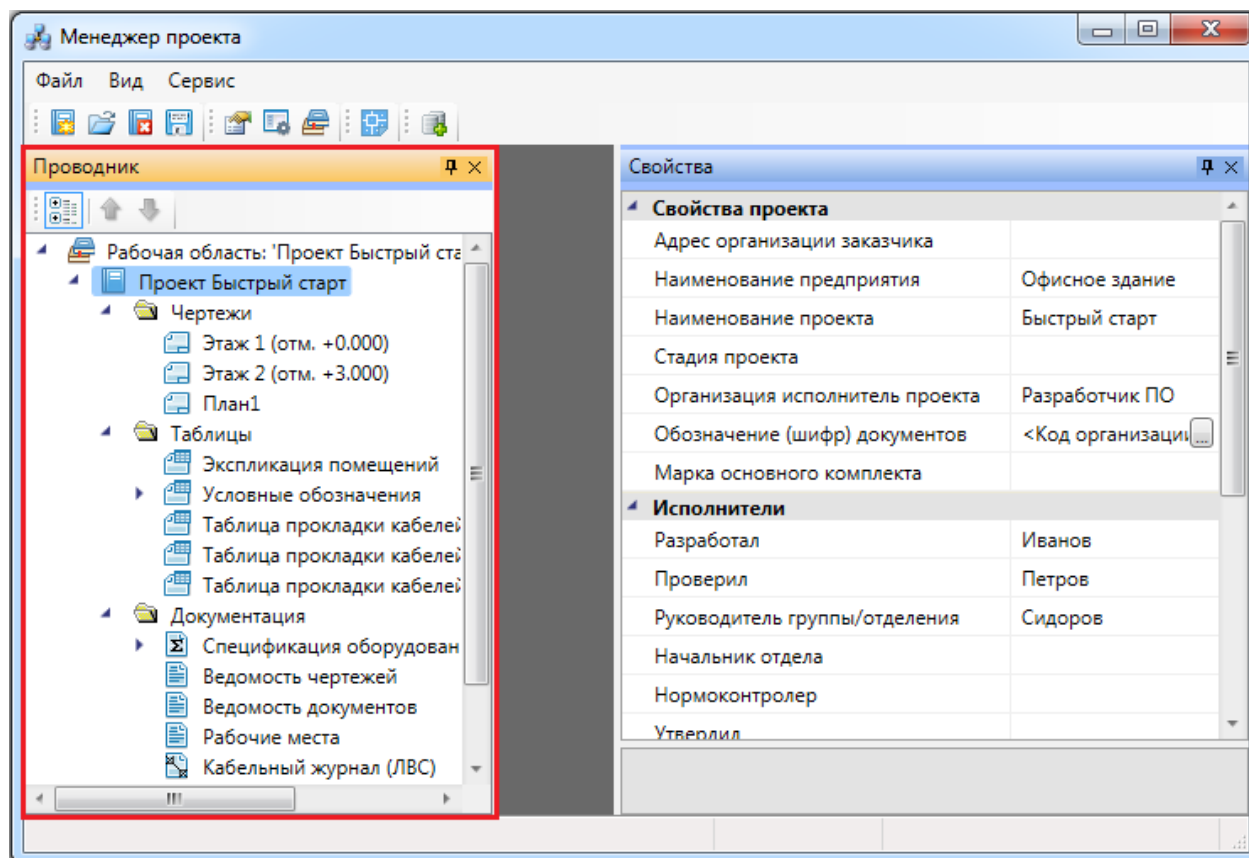 Менеджер проекта
Файл Вид Сервис
Проводник
Рабочая область: 'Проект Быстрый ста
Проект Быстрый старт
Чертежи
Этаж 1 (отм. +0.000)
Этаж 2 (отм. +3.000)
План1
Таблицы
Экспликация помещений
Условные обозначения
Таблица прокладки кабелей
Таблица прокладки кабелей
Таблица прокладки кабелей
Документация
Спецификация оборудован
Ведомость чертежей
Ведомость документов
Рабочие места
Кабельный журнал (ЛВС)
Свойства
Свойства проекта
Адрес организации заказчика
Наименование предприятия Офисное здание
Наименование проекта Быстрый старт
Стадия проекта
Организация исполнитель проекта Разработчик ПО
Обозначение (шифр) документов <Код организации ...
Марка основного комплекта
Исполнители
Разработал Иванов
Проверил Петров
Руководитель группы/отделения Сидоров
Начальник отдела
Нормоконтролер
Утвердил